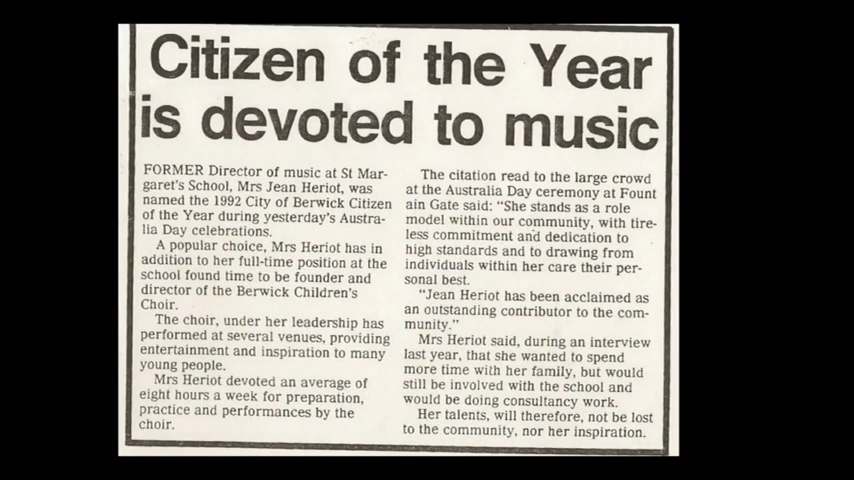 Citizen of the Year
is devoted to music
FORMER Director of music at St Mar-
garet's School, Mrs Jean Heriot, was
named the 1992 City of Berwick Citizen
of the Year during yesterday's Austra-
lia Day celebrations.
A popular choice, Mrs Heriot has in
addition to her full-time position at the
school found time to be founder and
director of the Berwick Children's
Choir.
The choir, under her leadership has
performed at several venues, providing
entertainment and inspiration to many
young people.
Mrs Heriot devoted an average of
eight hours a week for preparation,
practice and performances by the
choir.
The citation read to the large crowd
at the Australia Day ceremony at Fount
ain Gate said: "She stands as a role
model within our community, with tire-
less commitment and dedication to
high standards and to drawing from
individuals within her care their per-
sonal best.
"Jean Heriot has been acclaimed as
an outstanding contributor to the com-
munity."
Mrs Heriot said, during an interview
last year, that she wanted to spend
more time with her family, but would
still be involved with the school and
would be doing consultancy work.
Her talents, will therefore, not be lost
to the community, nor her inspiration.